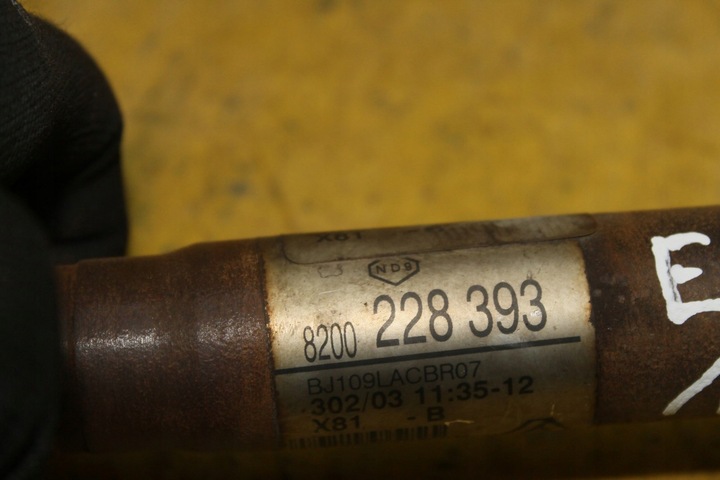 X81
NDS
8200 228 393
BJ109LACBR07
302/03 11:35-12
X81 - B
E